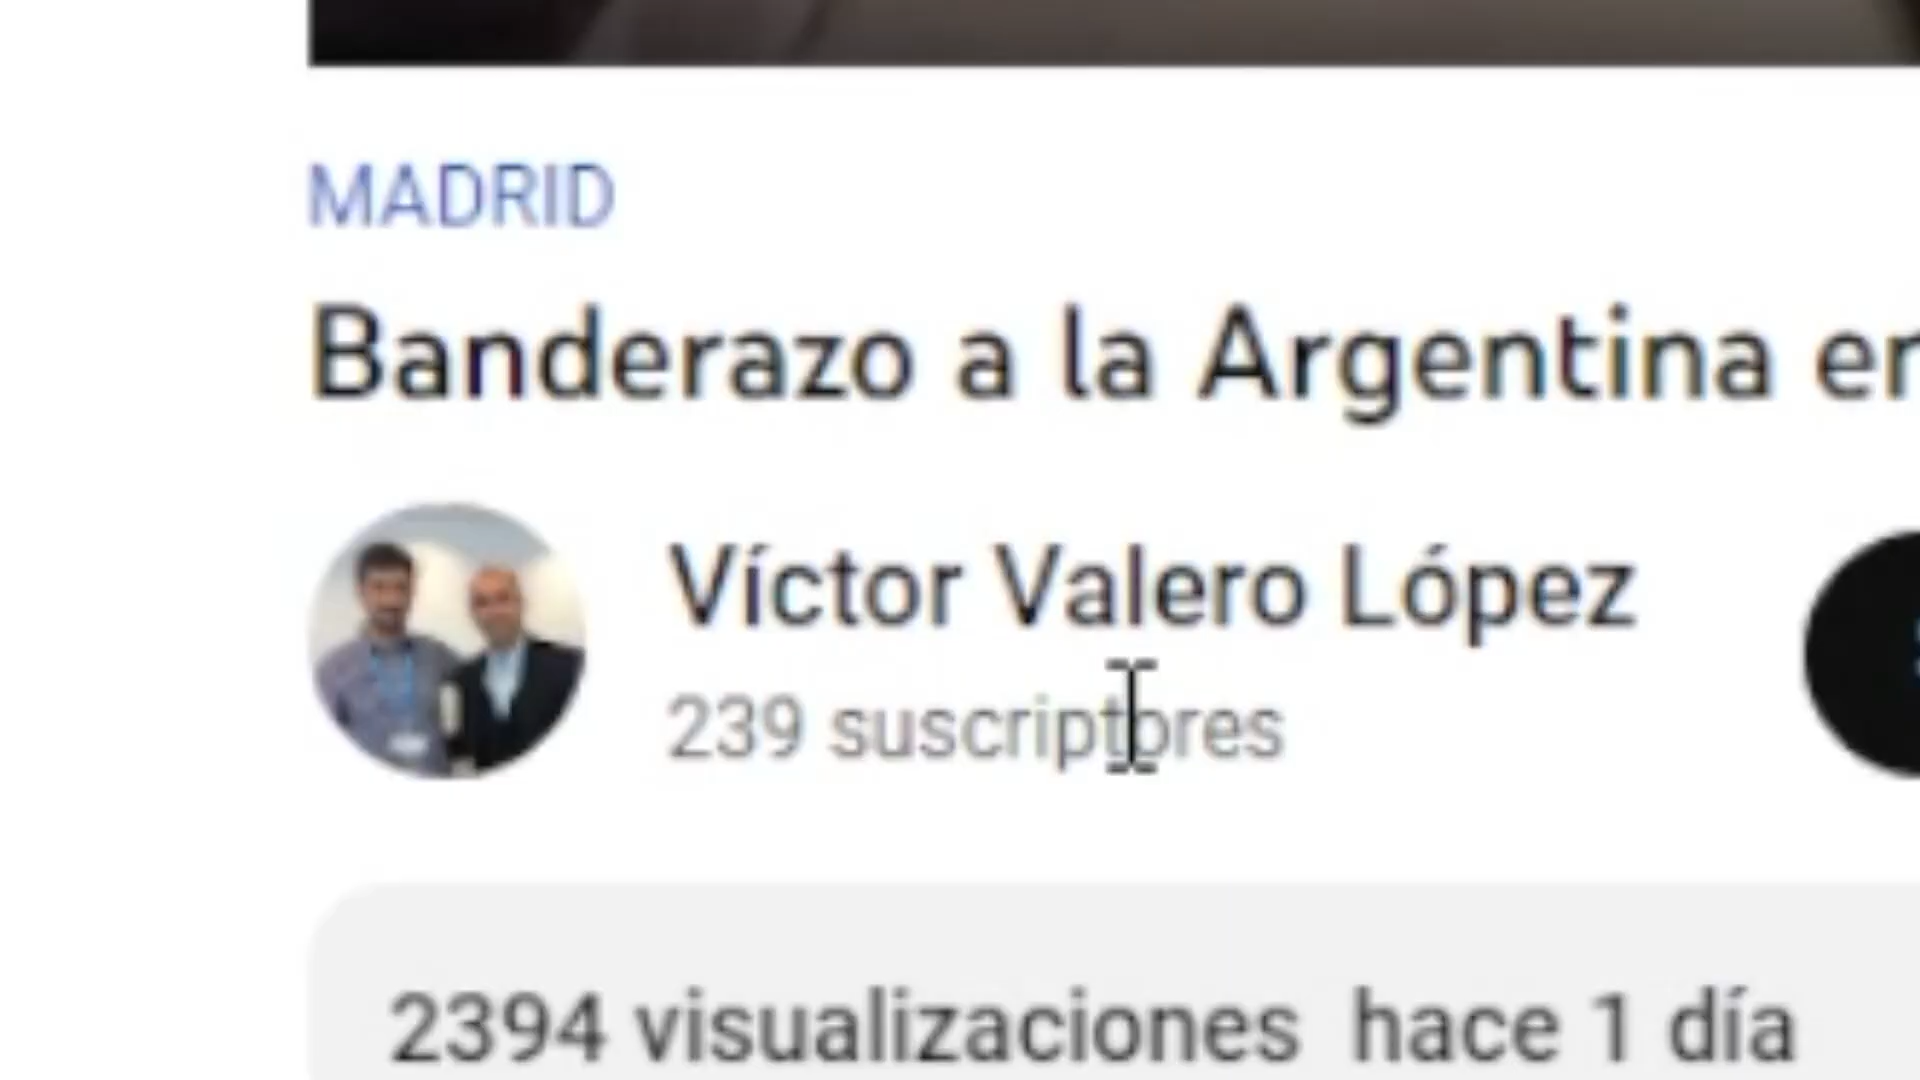 MADRID
Banderazo a la Argentina en
Víctor Valero López
239 suscriptores
2394 visualizaciones hace 1 día